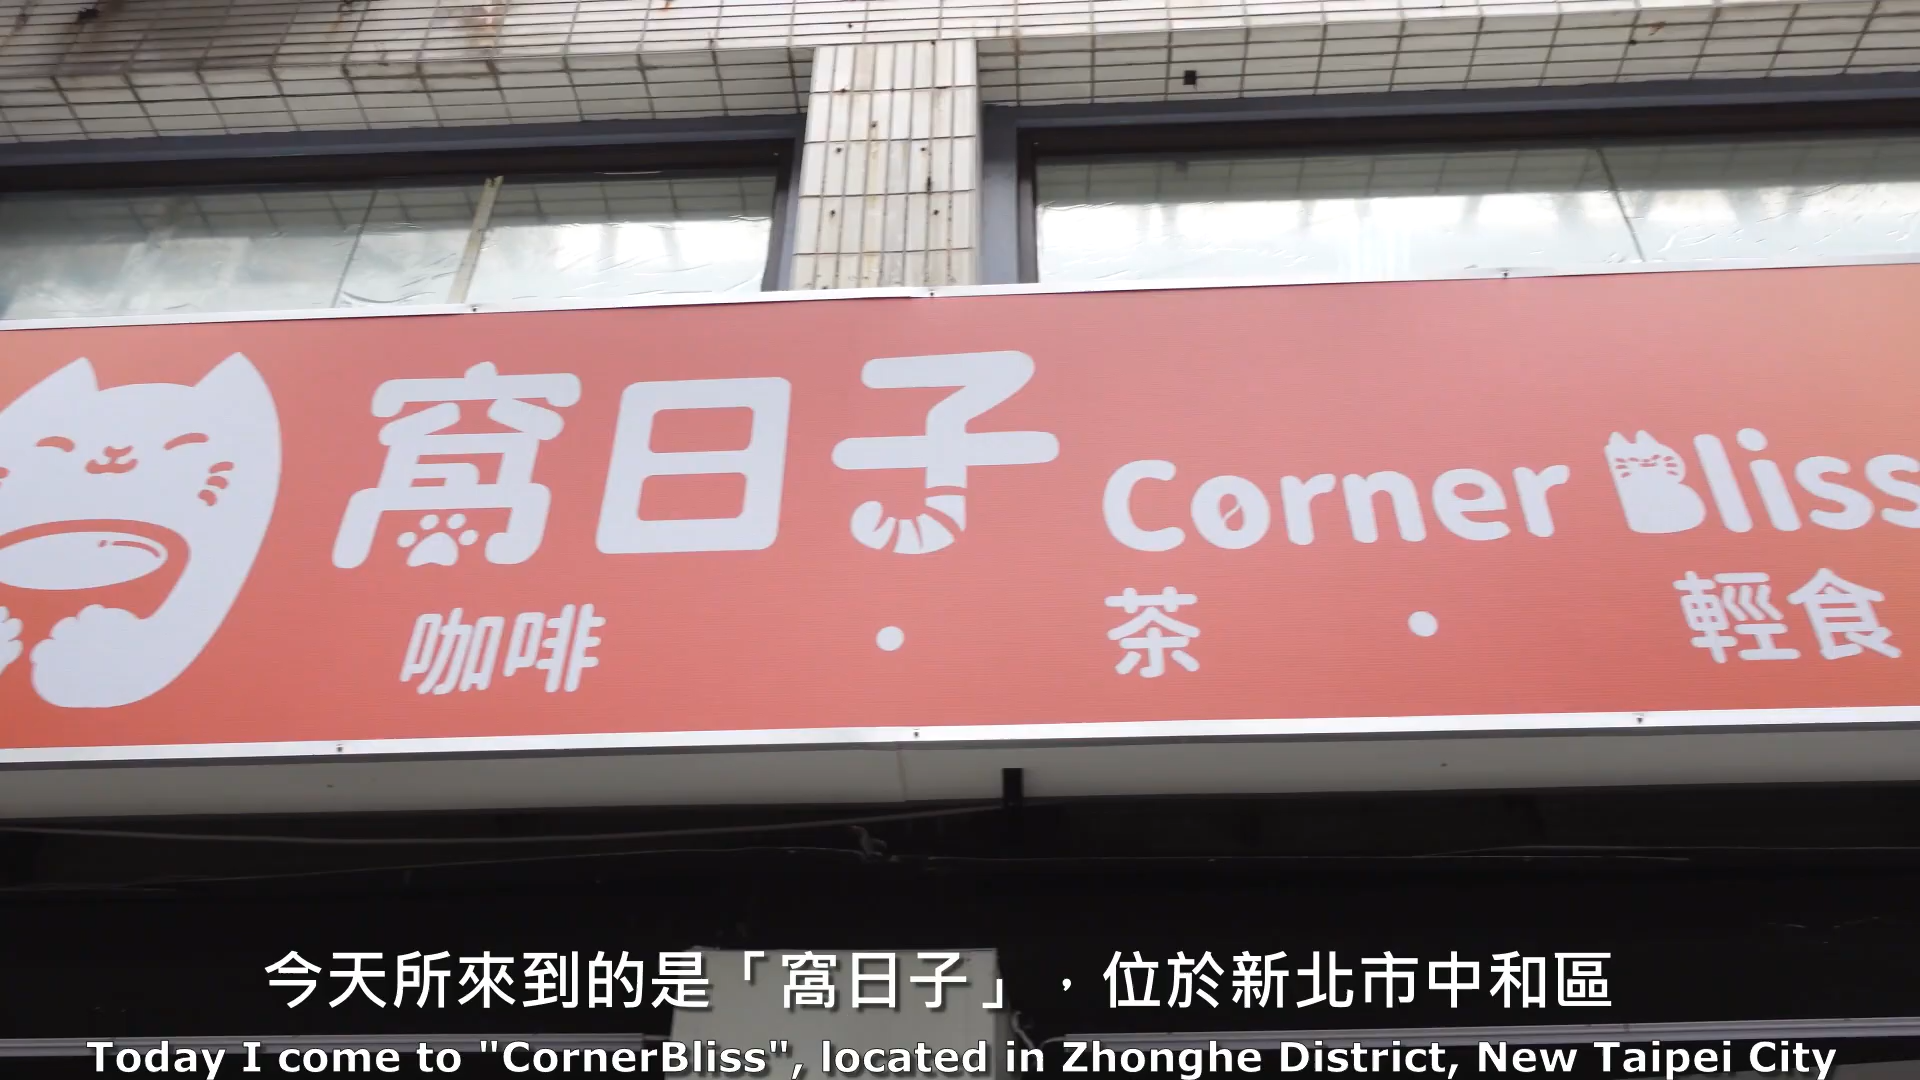 窩日子 Corner Bliss
咖啡 · 茶 · 輕食
今天所來到的是「窩日子」，位於新北市中和區
Today I come to "CornerBliss", located in Zhonghe District, New Taipei City